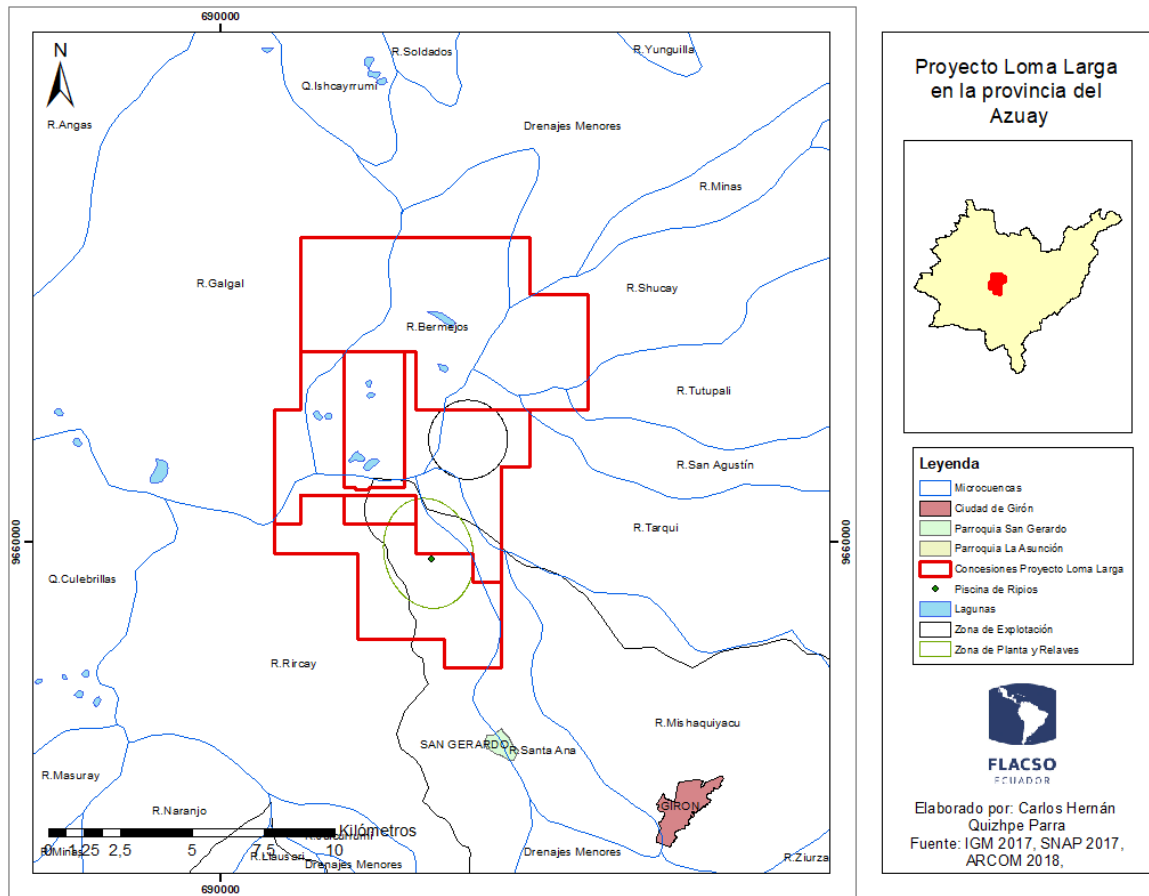 690000
N
R.Soldados
R.Yunguilla
Q.Ishcayrrumi
R.Angas
Drenajes Menores
R.Minas
R.Galgal
R.Shucay
R.Bermejos
R.Tutupali
R.San Agustín
R.Tarqui
9660000
9660000
Q.Culebrillas
R.Rircay
R.Mishaquiyacu
SAN GERARDO
R.Santa Ana
R.Masuray
R.Naranjo
GIRON
Kilómetros
0 1,25 2,5 5 7,5 10
R.Minas
Drenajes Menores
Drenajes Menores
R.Ziurza
690000
Proyecto Loma Larga
en la provincia del
Azuay
Leyenda
Microcuencas
Ciudad de Girón
Parroquia San Gerardo
Parroquia La Asunción
Concesiones Proyecto Loma Larga
Piscina de Ripios
Lagunas
Zona de Explotación
Zona de Planta y Relaves
FLACSO
ECUADOR
Elaborado por: Carlos Hernán
Quizhpe Parra
Fuente: IGM 2017, SNAP 2017,
ARCOM 2018,